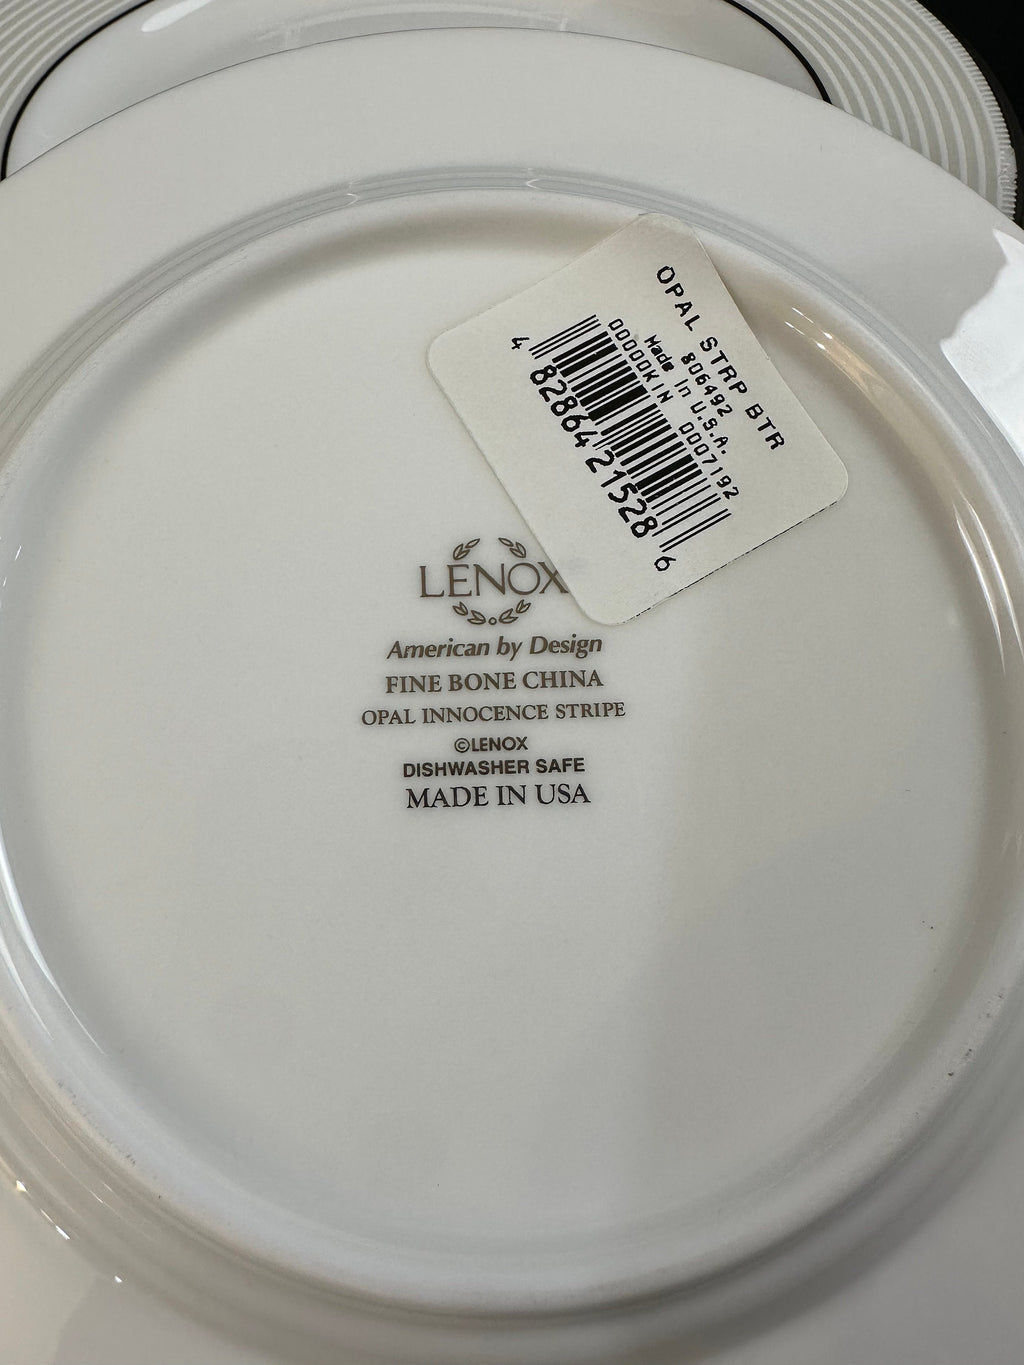 OPAL STRP BTR
806492
Made In U.S.A.
00000KIN 0007192
4 82864 21528 6
LENOX
American by Design
FINE BONE CHINA
OPAL INNOCENCE STRIPE
©LENOX
DISHWASHER SAFE
MADE IN USA